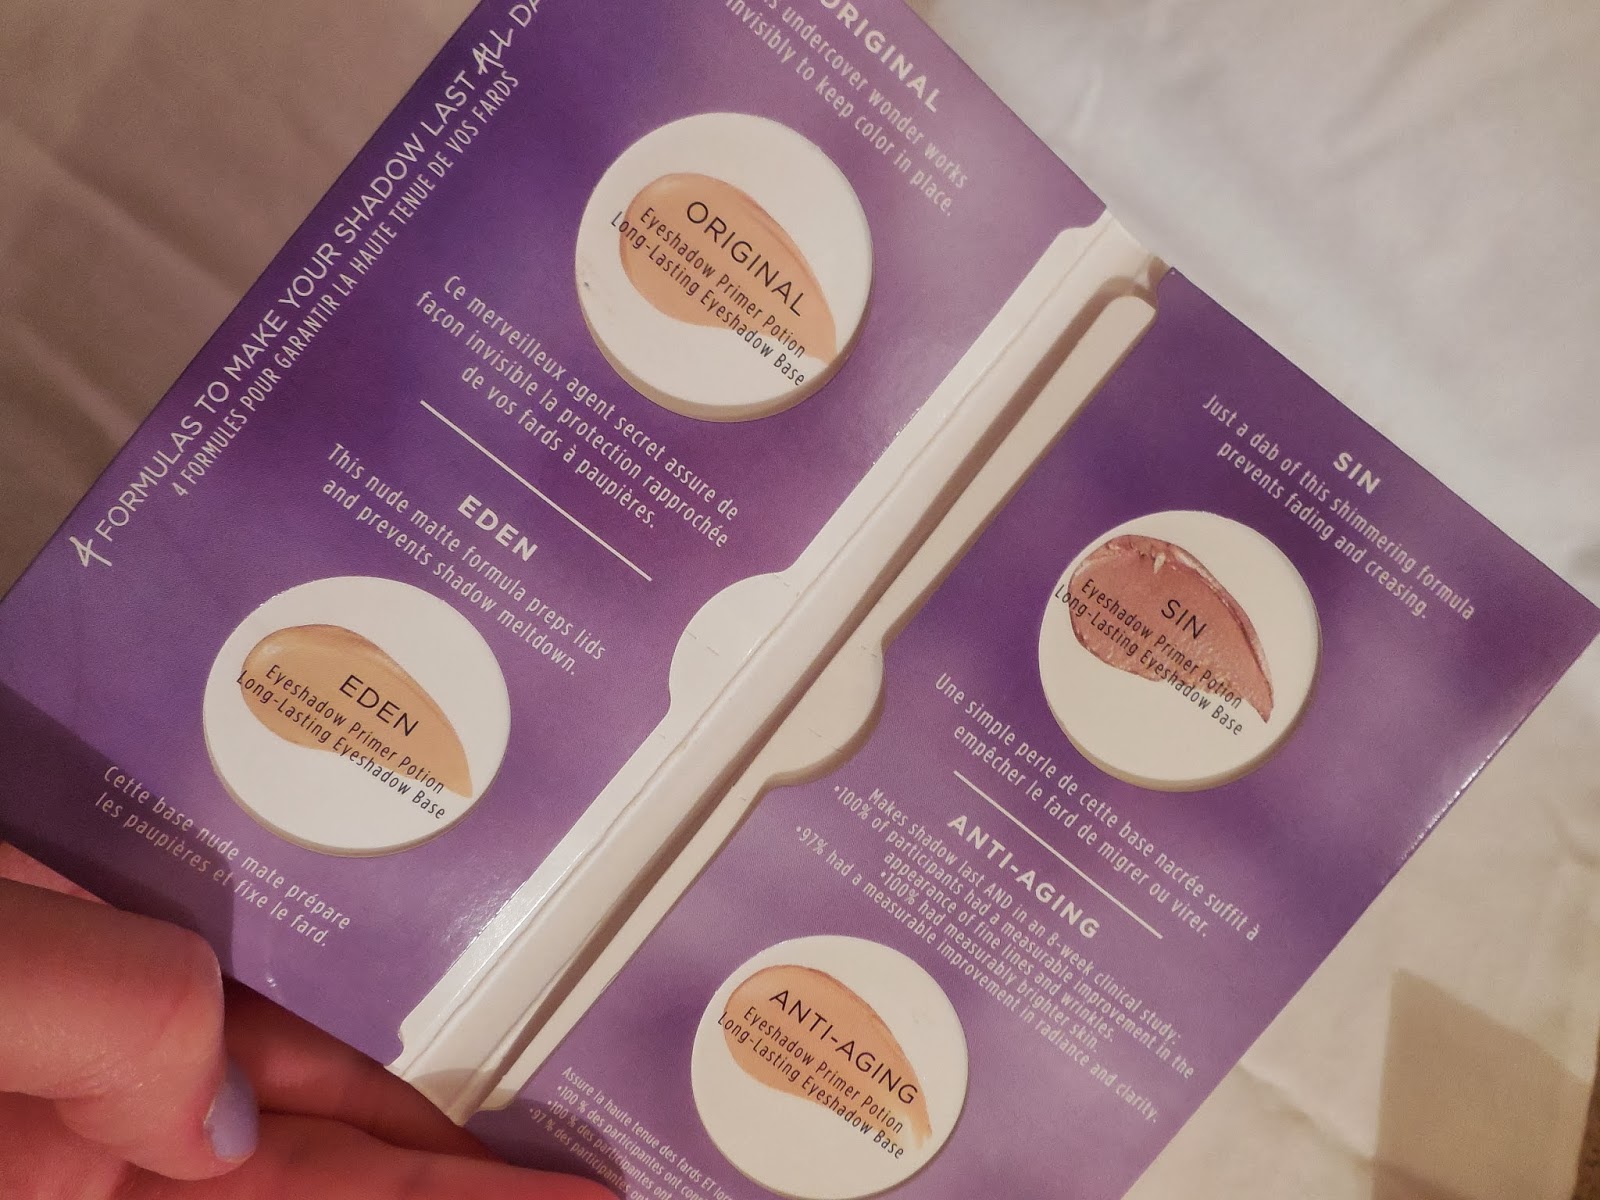 4 FORMULAS TO MAKE YOUR SHADOW LAST ALL DA
4 FORMULES POUR GARANTIR LA HAUTE TENUE DE VOS FARDS
ORIGINAL
undercover wonder works
invisibly to keep color in place.
ORIGINAL
Eyeshadow Primer Potion
Long-Lasting Eyeshadow Base
Ce merveilleux agent secret assure de
façon invisible la protection rapprochée
de vos fards à paupières.
EDEN
This nude matte formula preps lids
and prevents shadow meltdown.
EDEN
Eyeshadow Primer Potion
Long-Lasting Eyeshadow Base
Cette base nude mate prépare
les paupières et fixe le fard.
SIN
Just a dab of this shimmering formula
prevents fading and creasing.
SIN
Eyeshadow Primer Potion
Long-Lasting Eyeshadow Base
Une simple perle de cette base nacrée suffit à
empêcher le fard de migrer ou virer.
ANTI-AGING
Makes shadow last AND in an 8-week clinical study:
•100% of participants had a measurable improvement in the
appearance of fine lines and wrinkles.
•100% had measurably brighter skin.
•97% had a measurable improvement in radiance and clarity.
ANTI-AGING
Eyeshadow Primer Potion
Long-Lasting Eyeshadow Base
Assure la haute tenue des fards ET
•100 % des participantes ont
•100 % des participantes ont
•97 % des participantes